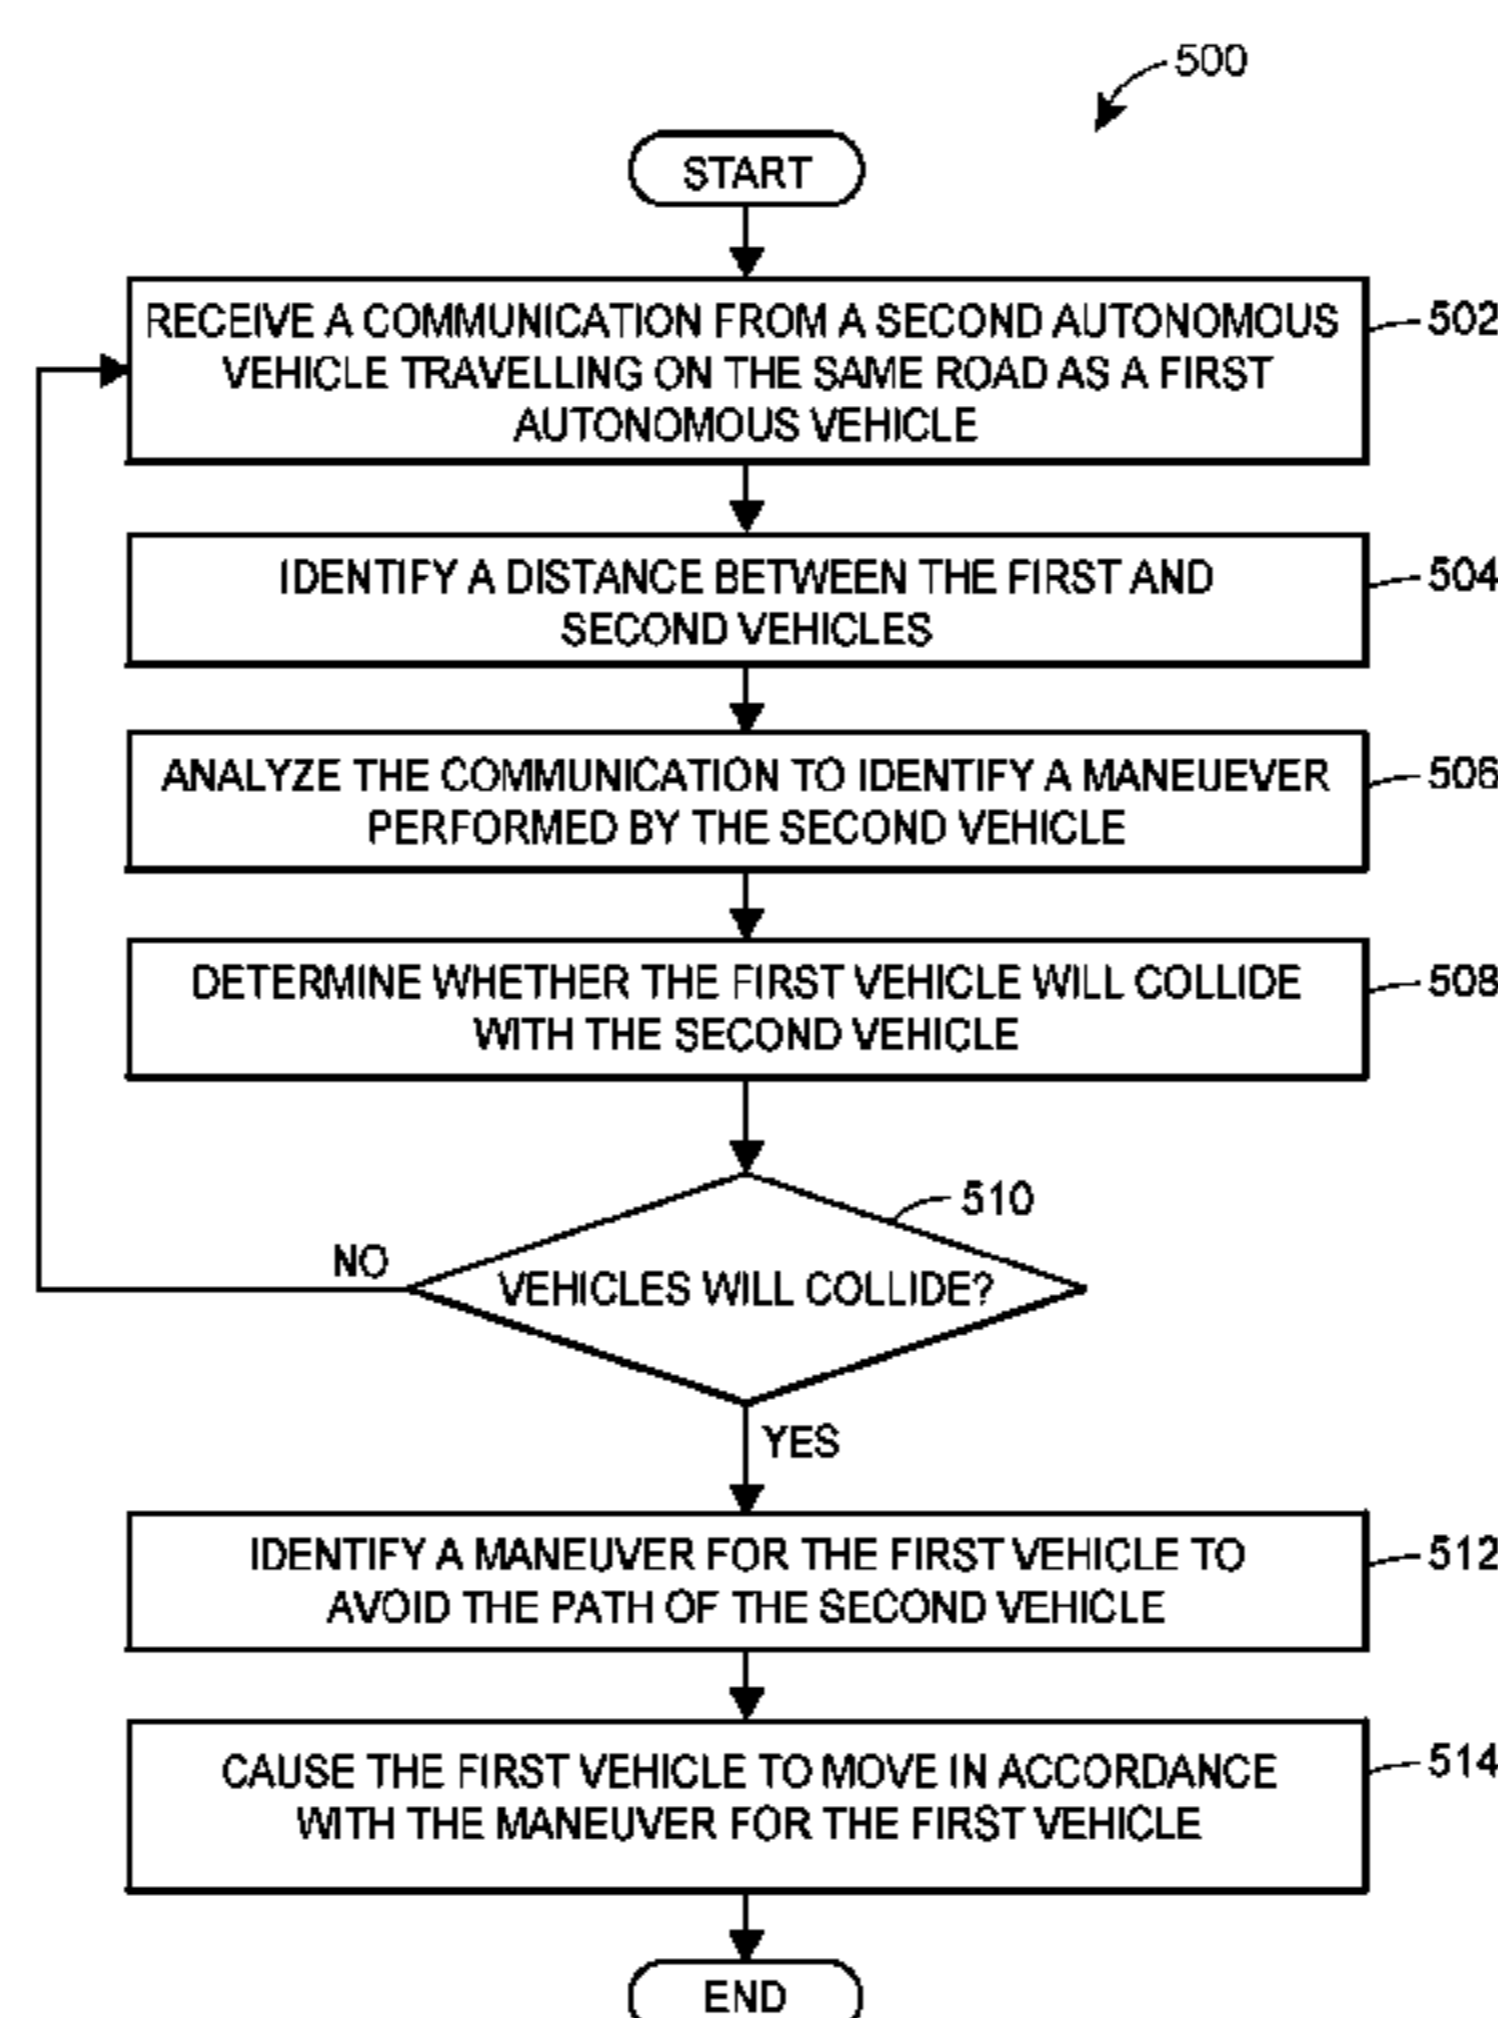 500
START
RECEIVE A COMMUNICATION FROM A SECOND AUTONOMOUS
VEHICLE TRAVELLING ON THE SAME ROAD AS A FIRST
AUTONOMOUS VEHICLE
502
IDENTIFY A DISTANCE BETWEEN THE FIRST AND
SECOND VEHICLES
504
ANALYZE THE COMMUNICATION TO IDENTIFY A MANEUEVER
PERFORMED BY THE SECOND VEHICLE
506
DETERMINE WHETHER THE FIRST VEHICLE WILL COLLIDE
WITH THE SECOND VEHICLE
508
510
NO
VEHICLES WILL COLLIDE?
YES
IDENTIFY A MANEUVER FOR THE FIRST VEHICLE TO
AVOID THE PATH OF THE SECOND VEHICLE
512
CAUSE THE FIRST VEHICLE TO MOVE IN ACCORDANCE
WITH THE MANEUVER FOR THE FIRST VEHICLE
514
END